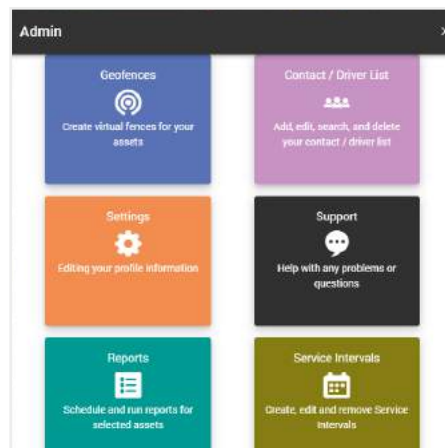 Admin
Geofences
Create virtual fences for your
assets
Contact / Driver List
Add, edit, search, and delete
your contact / driver list
Settings
Editing your profile information
Support
Help with any problems or
questions
Reports
Schedule and run reports for
selected assets
Service Intervals
Create, edit and remove Service
Intervals